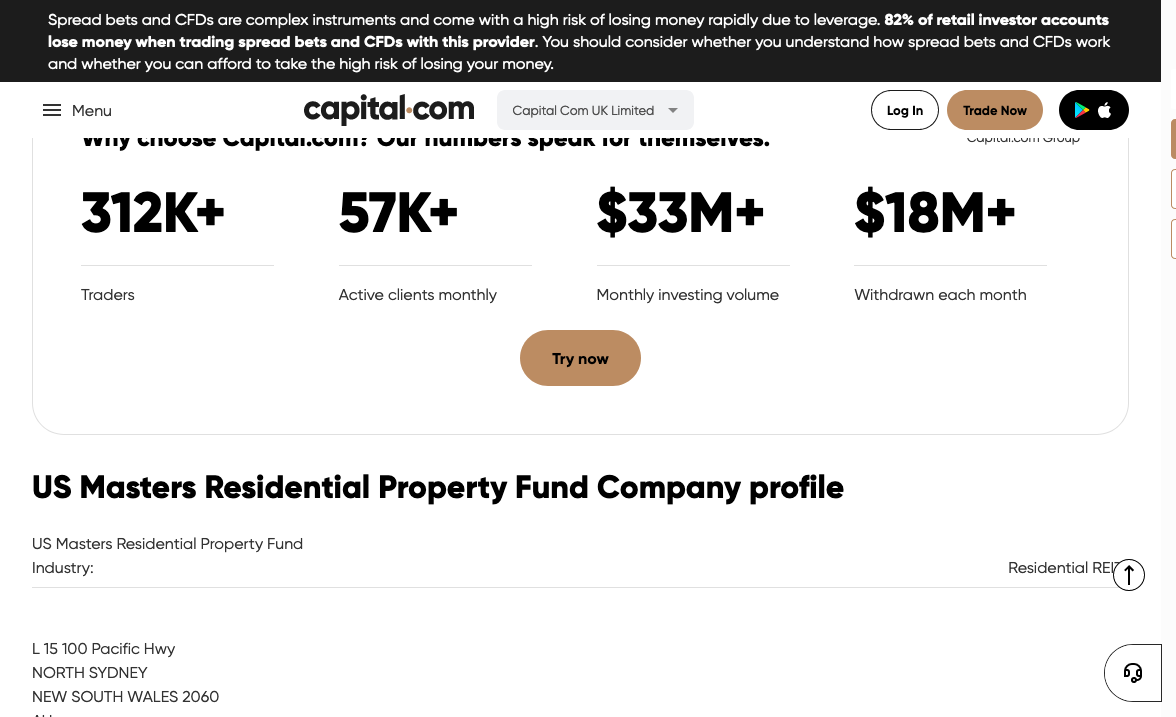 Spread bets and CFDs are complex instruments and come with a high risk of losing money rapidly due to leverage. 82% of retail investor accounts
lose money when trading spread bets and CFDs with this provider. You should consider whether you understand how spread bets and CFDs work
and whether you can afford to take the high risk of losing your money.
Menu
capital.com
Capital Com UK Limited
Log In
Trade Now
Why choose Capital.com? Our numbers speak for themselves.
Capital.com Group
312K+
57K+
$33M+
$18M+
Traders
Active clients monthly
Monthly investing volume
Withdrawn each month
Try now
US Masters Residential Property Fund Company profile
US Masters Residential Property Fund
Industry:
Residential REIT
L 15 100 Pacific Hwy
NORTH SYDNEY
NEW SOUTH WALES 2060